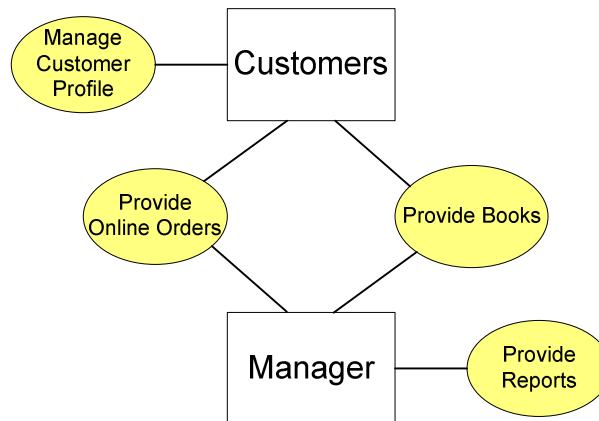 Manage
Customer
Profile
Customers
Provide
Online Orders
Provide Books
Manager
Provide
Reports